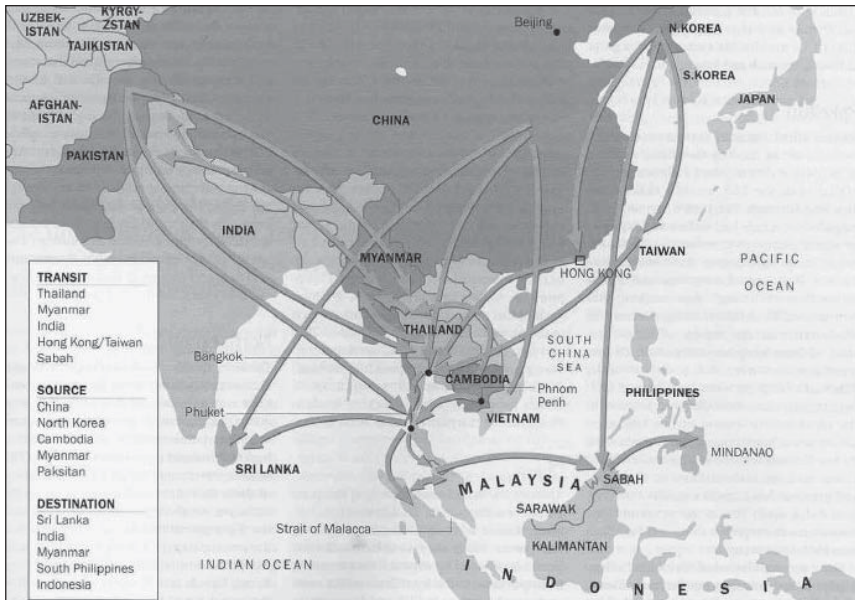 UZBEK-
ISTAN
KYRGY-
ZSTAN
TAJIKISTAN
AFGHAN-
ISTAN
PAKISTAN
Beijing
N.KOREA
S.KOREA
JAPAN
CHINA
INDIA
MYANMAR
TAIWAN
HONG KONG
PACIFIC
OCEAN
THAILAND
Bangkok
SOUTH
CHINA
SEA
CAMBODIA
Phnom
Penh
PHILIPPINES
Phuket
VIETNAM
MINDANAO
SRI LANKA
MALAYSIA
SABAH
SARAWAK
Strait of Malacca
KALIMANTAN
INDIAN OCEAN
INDONESIA
TRANSIT
Thailand
Myanmar
India
Hong Kong/Taiwan
Sabah
SOURCE
China
North Korea
Cambodia
Myanmar
Paksitan
DESTINATION
Sri Lanka
India
Myanmar
South Philippines
Indonesia